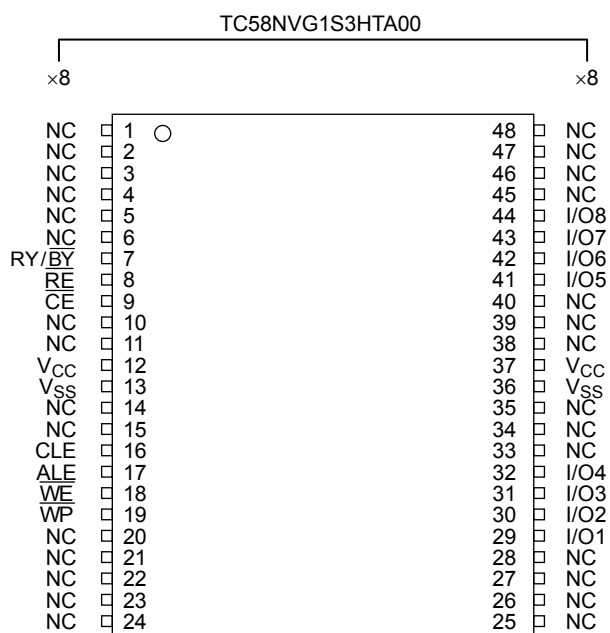 TC58NVG1S3HTA00
×8 ×8
NC 1 48 NC
NC 2 47 NC
NC 3 46 NC
NC 4 45 NC
NC 5 44 I/O8
NC 6 43 I/O7
RY/B̅Y̅ 7 42 I/O6
R̅E̅ 8 41 I/O5
C̅E̅ 9 40 NC
NC 10 39 NC
NC 11 38 NC
VCC 12 37 VCC
VSS 13 36 VSS
NC 14 35 NC
NC 15 34 NC
CLE 16 33 NC
ALE 17 32 I/O4
W̅E̅ 18 31 I/O3
W̅P̅ 19 30 I/O2
NC 20 29 I/O1
NC 21 28 NC
NC 22 27 NC
NC 23 26 NC
NC 24 25 NC